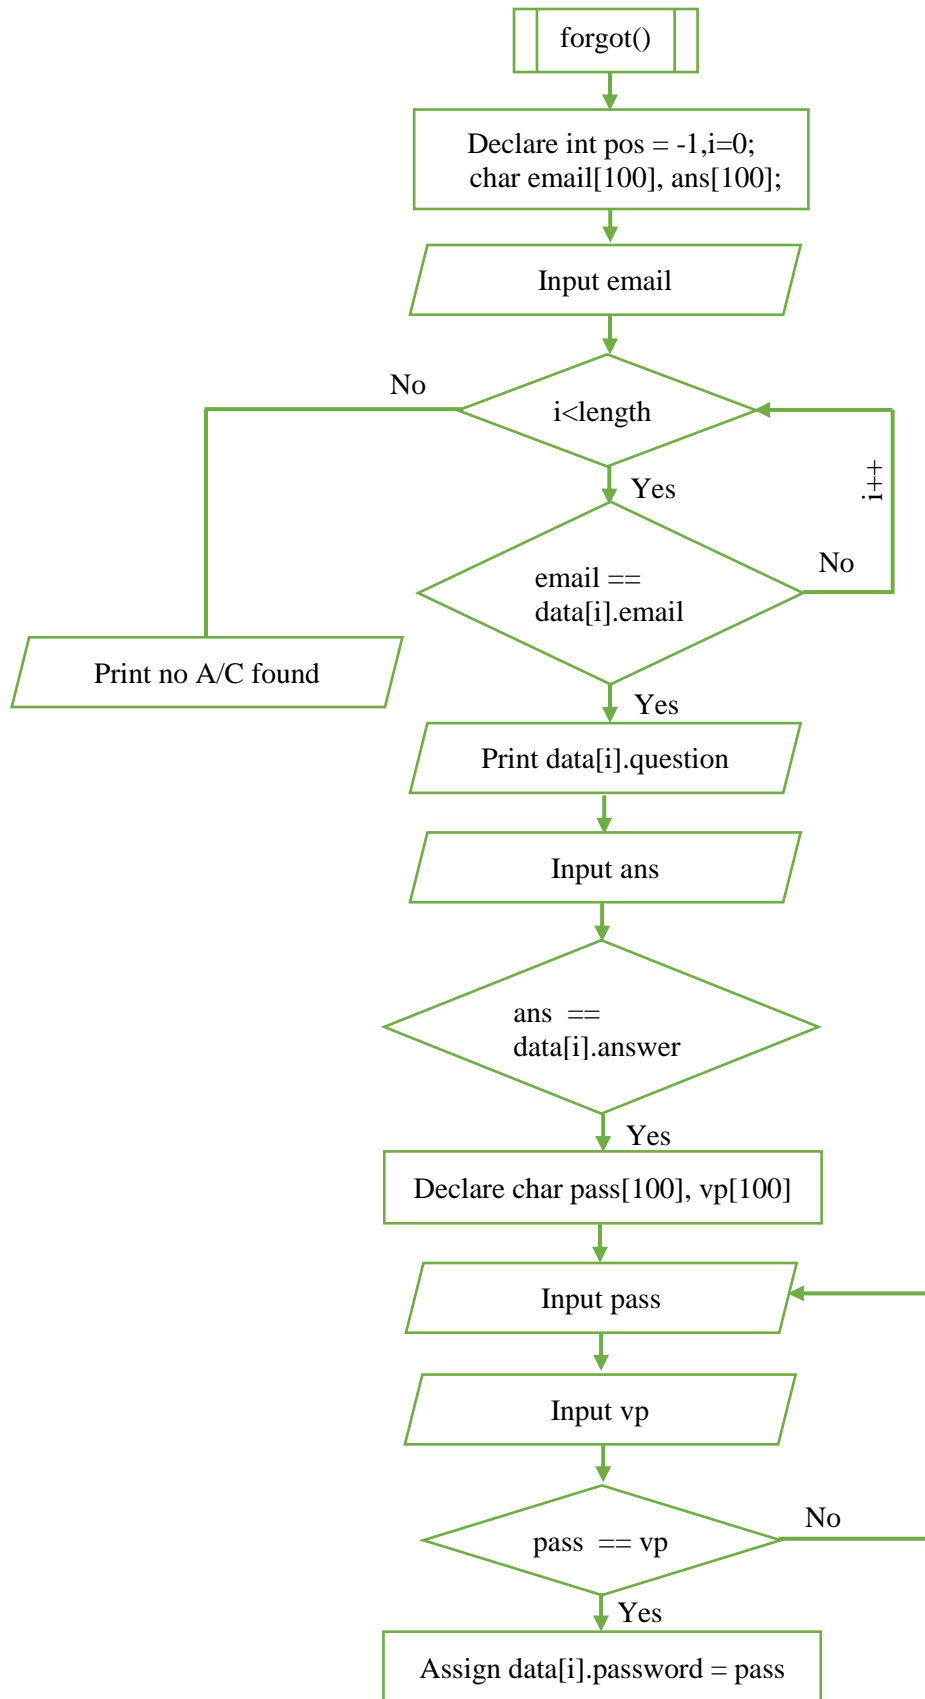 forgot()
Declare int pos = -1,i=0;
char email[100], ans[100];
Input email
No
i<length
i++
Yes
email ==
data[i].email
No
Print no A/C found
Yes
Print data[i].question
Input ans
ans  ==
data[i].answer
Yes
Declare char pass[100], vp[100]
Input pass
Input vp
pass  == vp
No
Yes
Assign data[i].password = pass